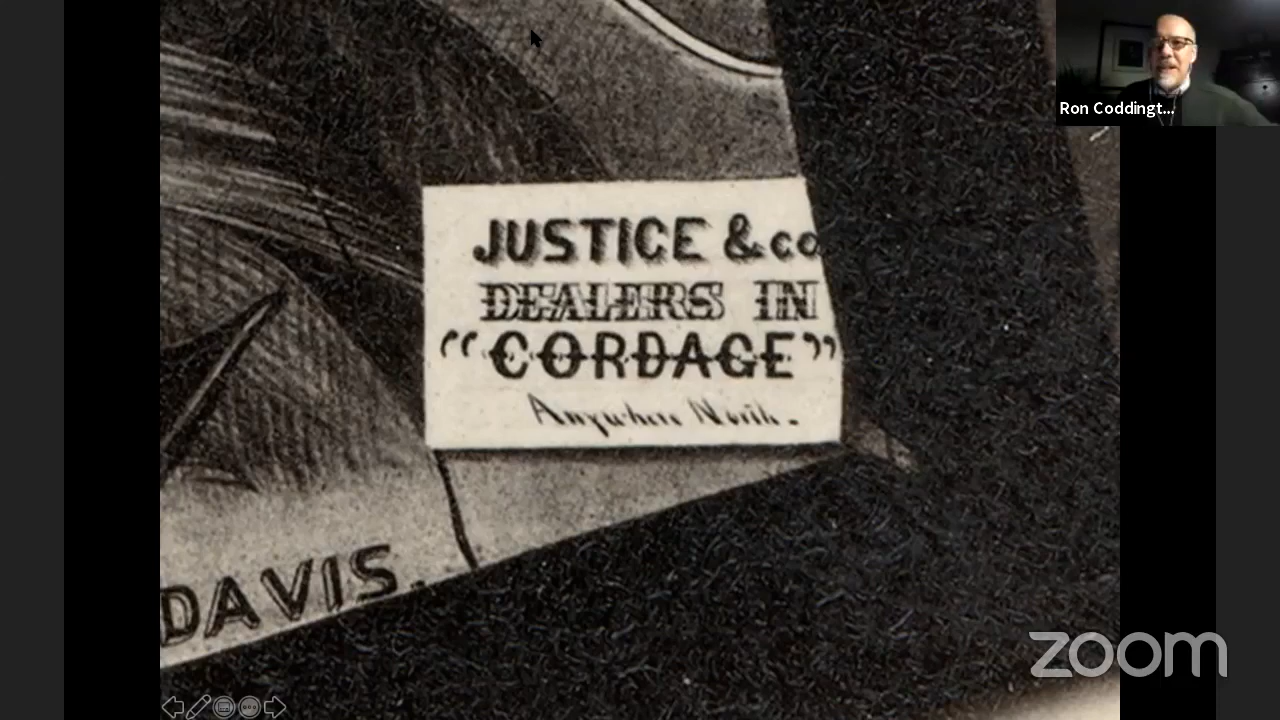 Ron Coddingt...
JUSTICE & co
DEALERS IN
“CORDAGE”
Anywhere North.
DAVIS.
zoom